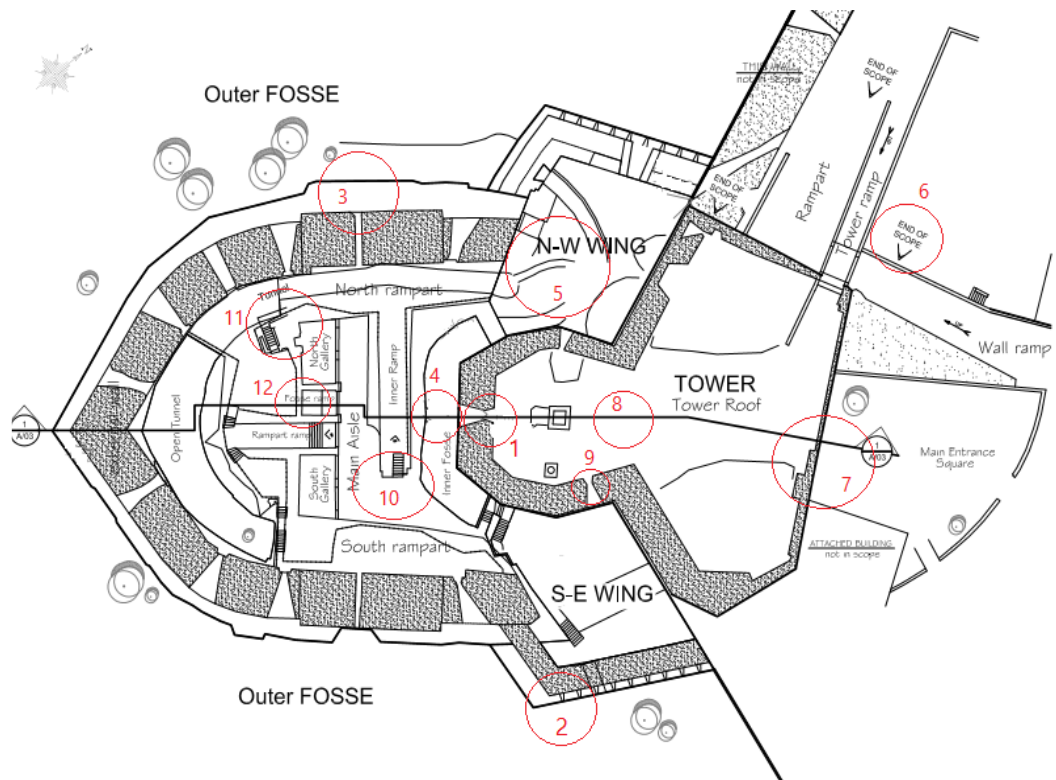 Outer FOSSE
THIS WALL
not in scope
END OF
SCOPE
3
6
Rampart
Tower ramp
END OF
SCOPE
END OF
SCOPE
N-W WING
5
Tunnel
North rampart
11
North
Gallery
Inner Ramp
Wall ramp
4
12
Fosse ramp
TOWER
Tower Roof
8
1
A/03
Open Tunnel
Rampart ramp
Main Aisle
1
1
A/03
Main Entrance
Square
Inner Fosse
9
7
South
Gallery
10
South rampart
ATTACHED BUILDING
not in scope
S-E WING
Outer FOSSE
2